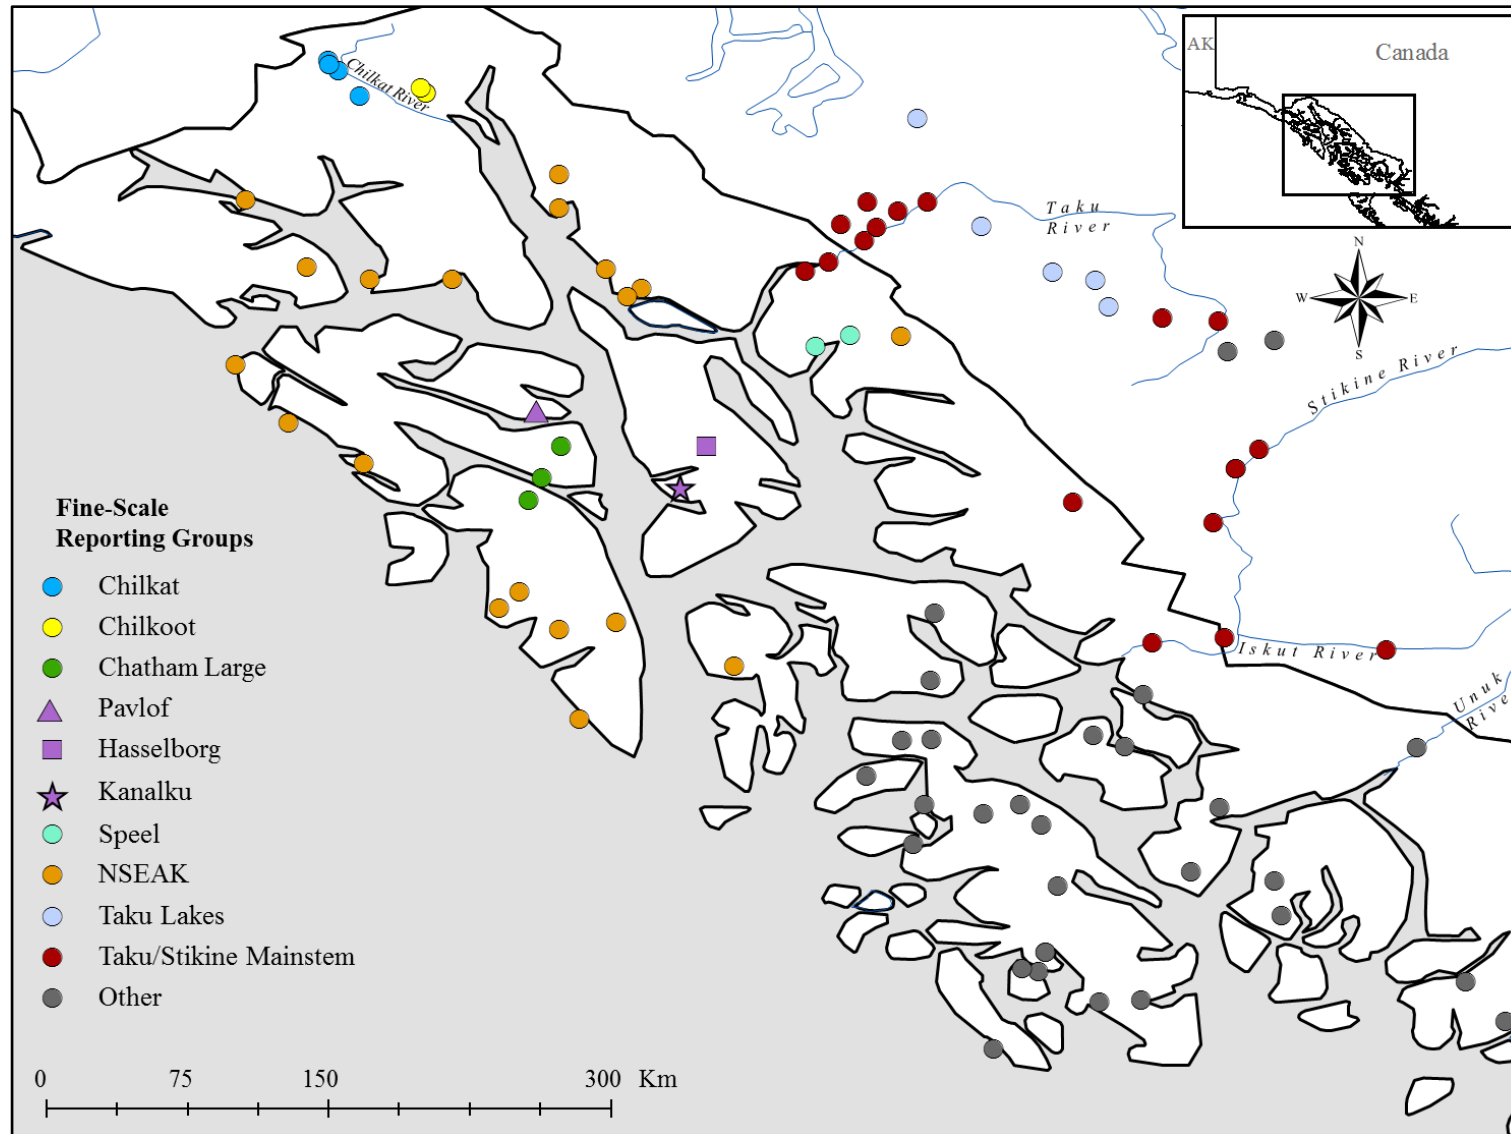 AK
Canada
Chilkat River
Taku
River
N
W
E
S
Stikine River
Iskut River
Unuk
River
Fine-Scale
Reporting Groups
Chilkat
Chilkoot
Chatham Large
Pavlof
Hasselborg
Kanalku
Speel
NSEAK
Taku Lakes
Taku/Stikine Mainstem
Other
0 75 150 300 Km